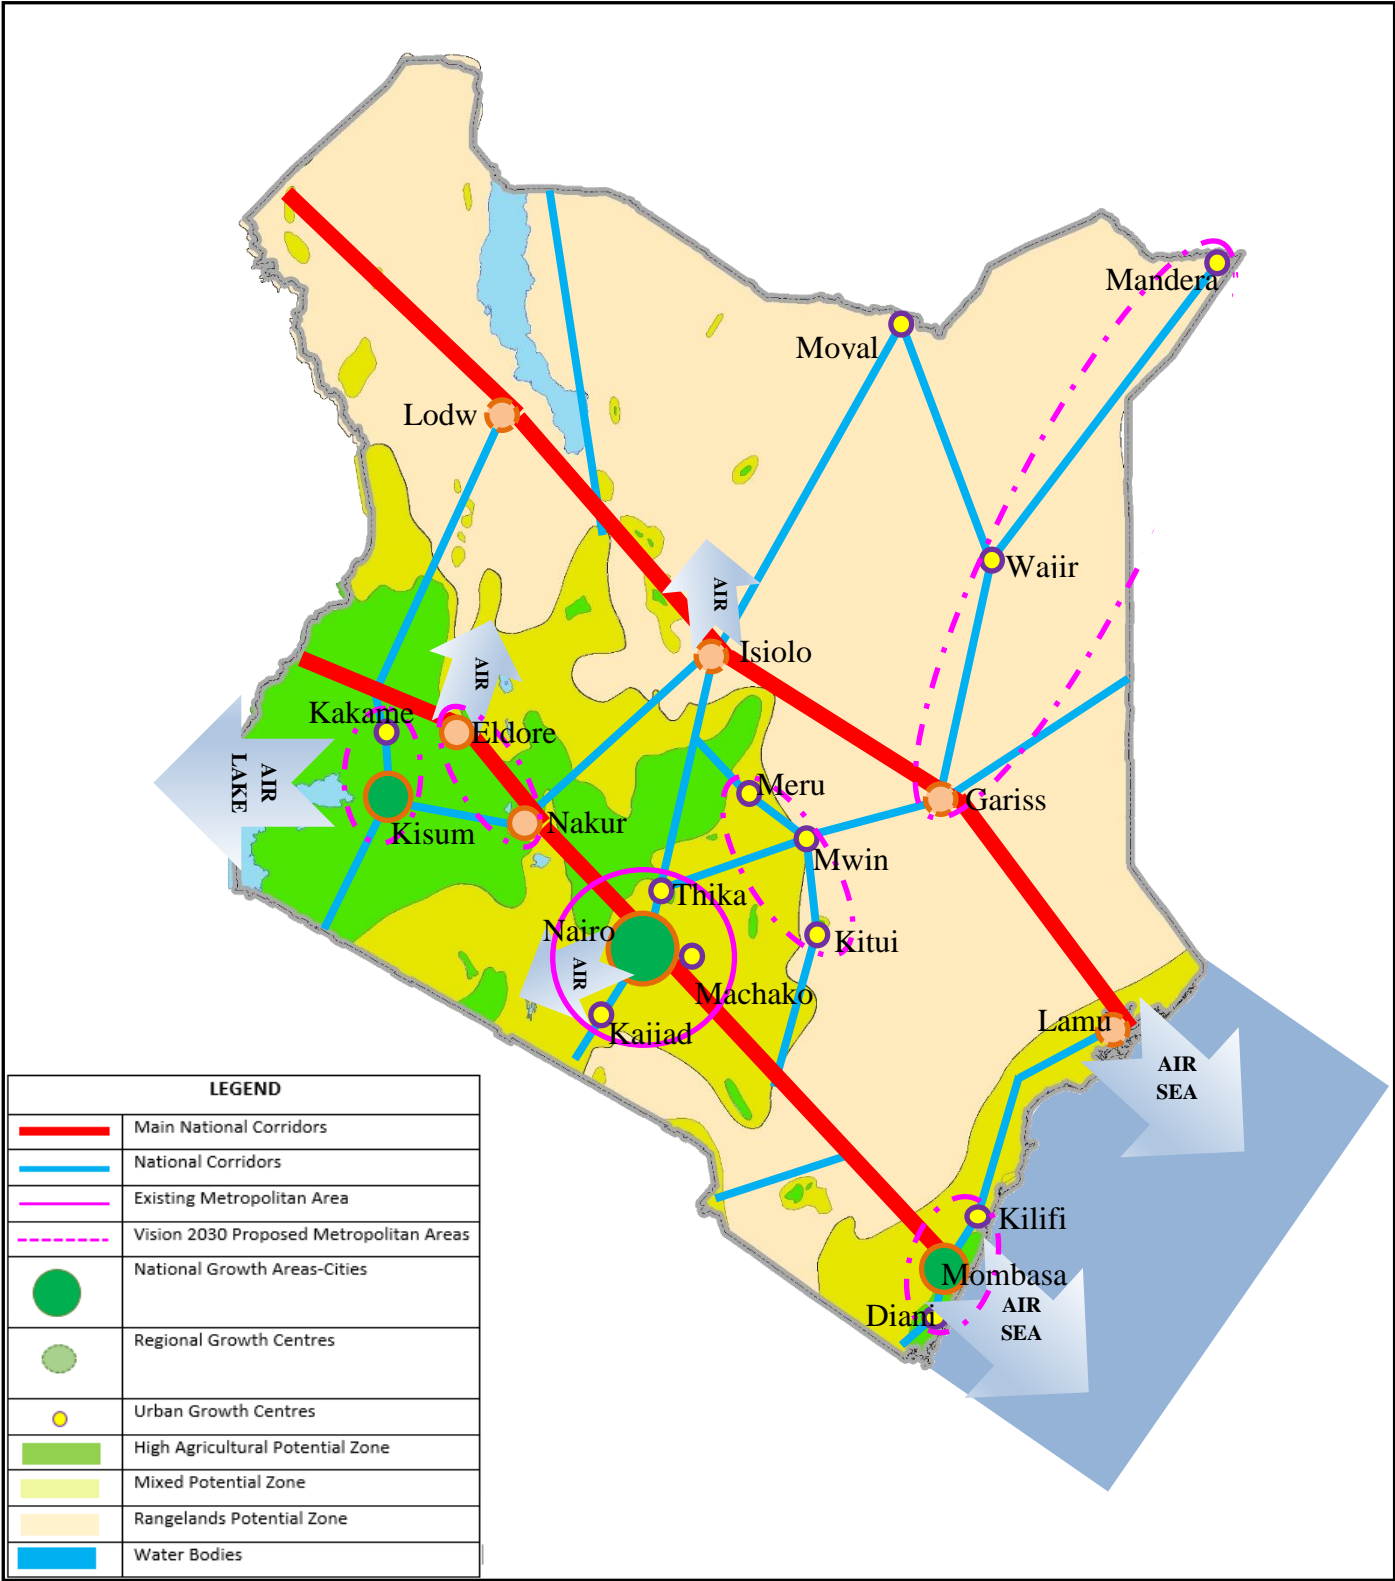 Mandera
Moval
Lodw
Wajir
AIR
Isiolo
AIR
Kakame
Eldore
AIR
LAKE
Meru
Gariss
Nakur
Kisum
Mwin
Thika
Nairo
Kitui
AIR
Machako
Kajiad
Lamu
AIR
SEA
Kilifi
Mombasa
Diani
AIR
SEA
LEGEND
Main National Corridors
National Corridors
Existing Metropolitan Area
Vision 2030 Proposed Metropolitan Areas
National Growth Areas-Cities
Regional Growth Centres
Urban Growth Centres
High Agricultural Potential Zone
Mixed Potential Zone
Rangelands Potential Zone
Water Bodies